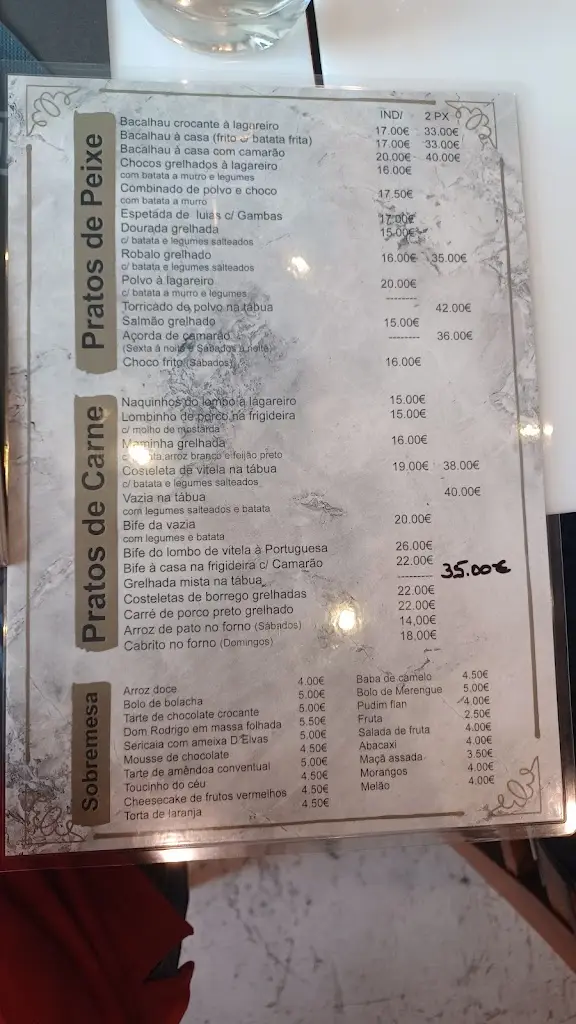 INDI 2 PX
Pratos de Peixe
Bacalhau crocante à lagareiro 17.00€ 33.00€
Bacalhau à casa (frito c/ batata frita) 17.00€ 33.00€
Bacalhau à casa com camarão 20.00€ 40.00€
Chocos grelhados à lagareiro 16.00€
com batata a mutro e legumes
Combinado de polvo e choco 17.50€
com batata a murro
Espetada de luias c/ Gambas 17.00€
Dourada grelhada 15.00€
c/ batata e legumes salteados
Robalo grelhado 16.00€ 35.00€
c/ batata e legumes salteados
Polvo à lagareiro 20.00€
c/ batata a murro e legumes
Torricado de polvo na tábua -------- 42.00€
Salmão grelhado 15.00€
Açorda de camarão -------- 36.00€
(Sexta à noite e Sábados à noite)
Choco frito (Sábados) 16.00€
Pratos de Carne
Naquinhos do lombo à lagareiro 15.00€
Lombinho de porco na frigideira 15.00€
c/ molho de mostarda
Maminha grelhada 16.00€
arroz branco e feijão preto
Costeleta de vitela na tábua 19.00€ 38.00€
c/ batata e legumes salteados
Vazia na tábua 40.00€
com legumes salteados e batata
Bife da vazia 20.00€
com legumes e batata
Bife do lombo de vitela à Portuguesa 26.00€
Bife à casa na frigideira c/ Camarão 22.00€
Grelhada mista na tábua -------- 35.00€
Costeletas de borrego grelhadas 22.00€
Carré de porco preto grelhado 22.00€
Arroz de pato no forno (Sábados) 14,00€
Cabrito no forno (Domingos) 18,00€
Sobremesa
Arroz doce 4.00€
Bolo de bolacha 5.00€
Tarte de chocolate crocante 5.00€
Dom Rodrigo em massa folhada 5.50€
Sericaia com ameixa D'Elvas 5.00€
Mousse de chocolate 4.50€
Tarte de amêndoa conventual 5.00€
Toucinho do céu 4.50€
Cheesecake de frutos vermelhos 4.50€
Torta de laranja 4.50€
Baba de camelo 4.50€
Bolo de Merengue 5,00€
Pudim flan 4.00€
Fruta 2.50€
Salada de fruta 4.00€
Abacaxi 4.00€
Maçã assada 3.50€
Morangos 4.00€
Melão 4.00€